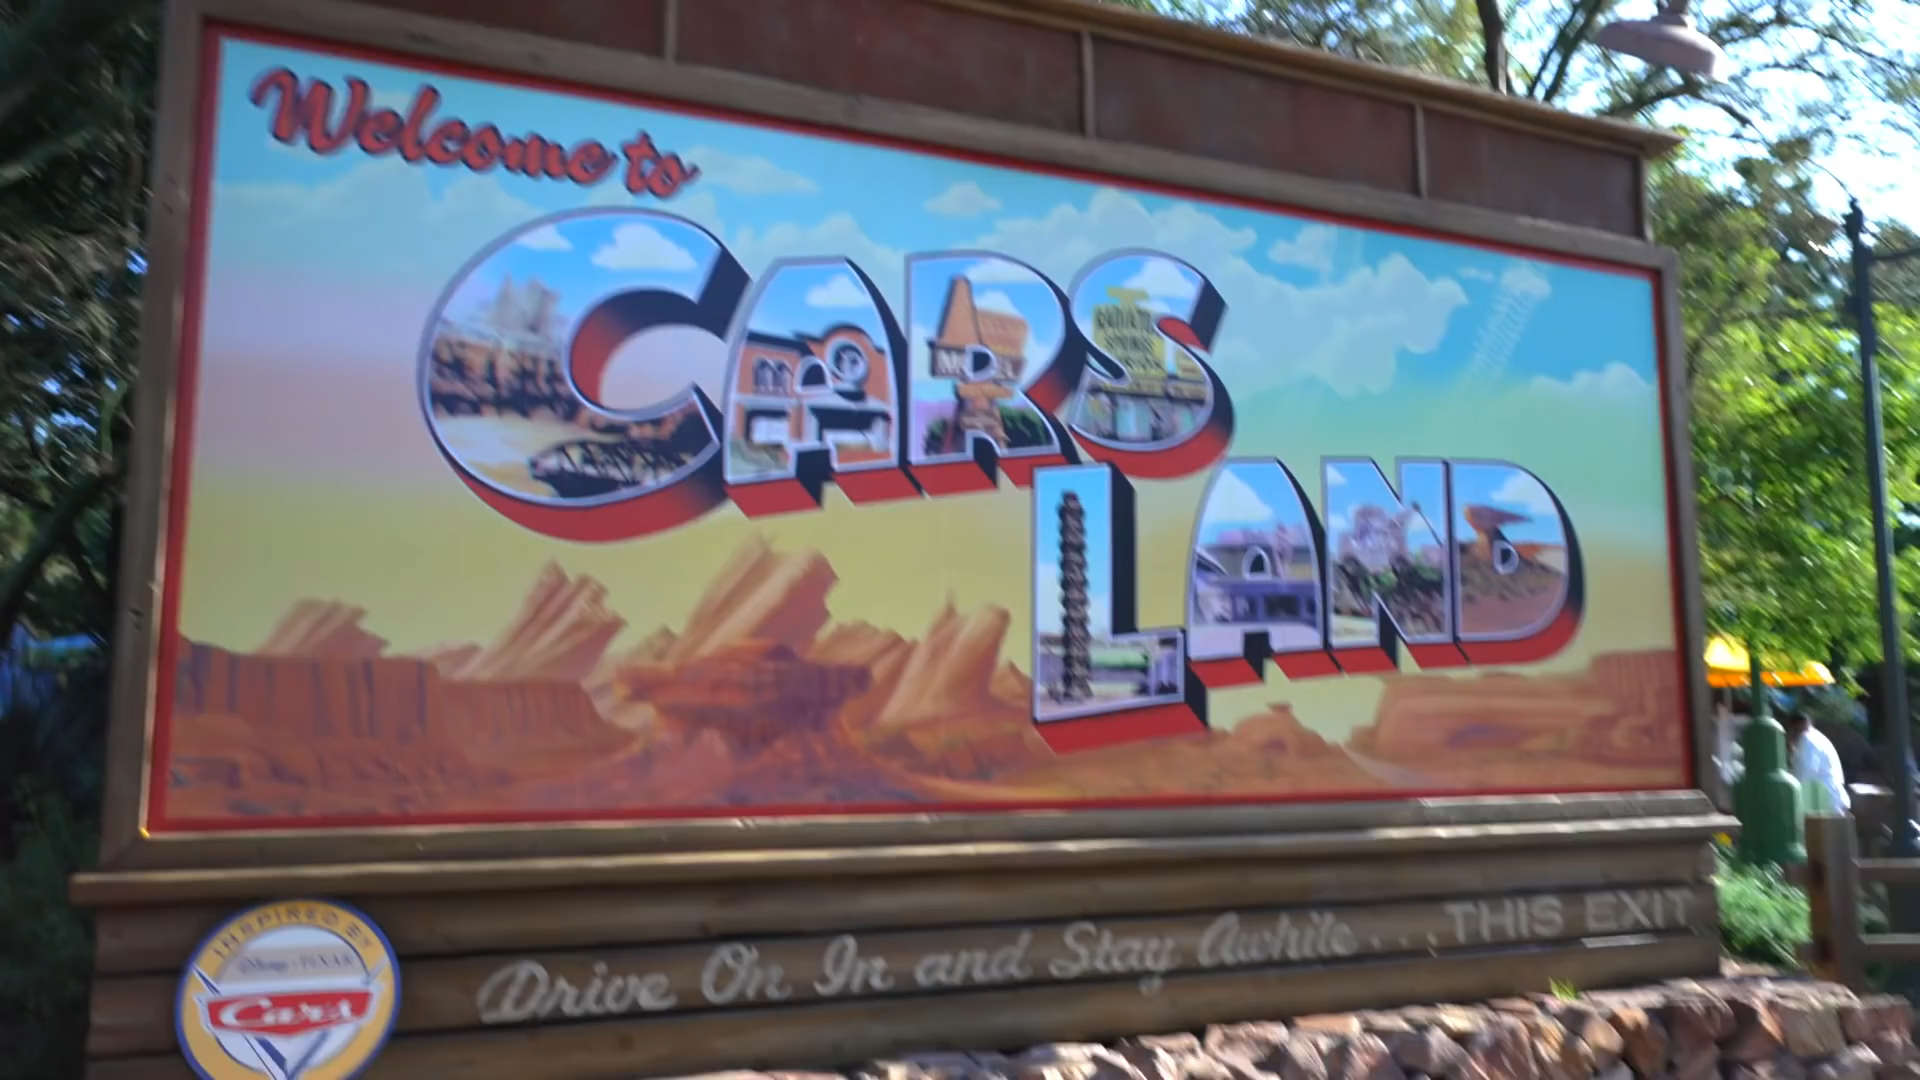 Welcome to
CARS
LAND
INSPIRED BY
Disney · PIXAR
Cars
Drive On In and Stay Awhile... THIS EXIT